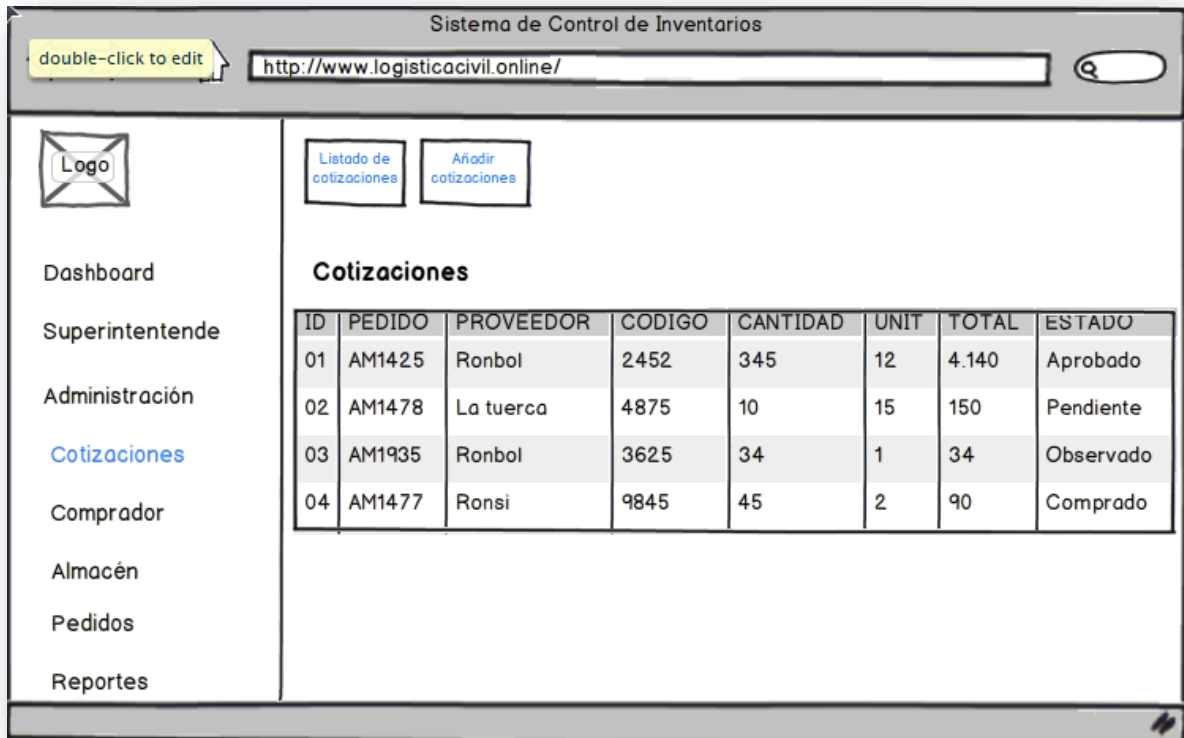 Sistema de Control de Inventarios
double-click to edit
http://www.logisticacivil.online/
Logo
Listado de
cotizaciones
Añadir
cotizaciones
Dashboard
Superintentende
Administración
Cotizaciones
Comprador
Almacén
Pedidos
Reportes
Cotizaciones
ID PEDIDO PROVEEDOR CODIGO CANTIDAD UNIT TOTAL ESTADO
01 AM1425 Ronbol 2452 345 12 4.140 Aprobado
02 AM1478 La tuerca 4875 10 15 150 Pendiente
03 AM1935 Ronbol 3625 34 1 34 Observado
04 AM1477 Ronsi 9845 45 2 90 Comprado